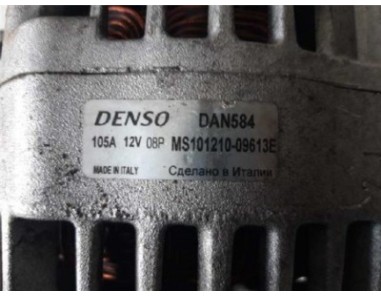 DENSO DAN584
105A 12V 08P MS101210-09613E
MADE IN ITALY Сделано в Италии